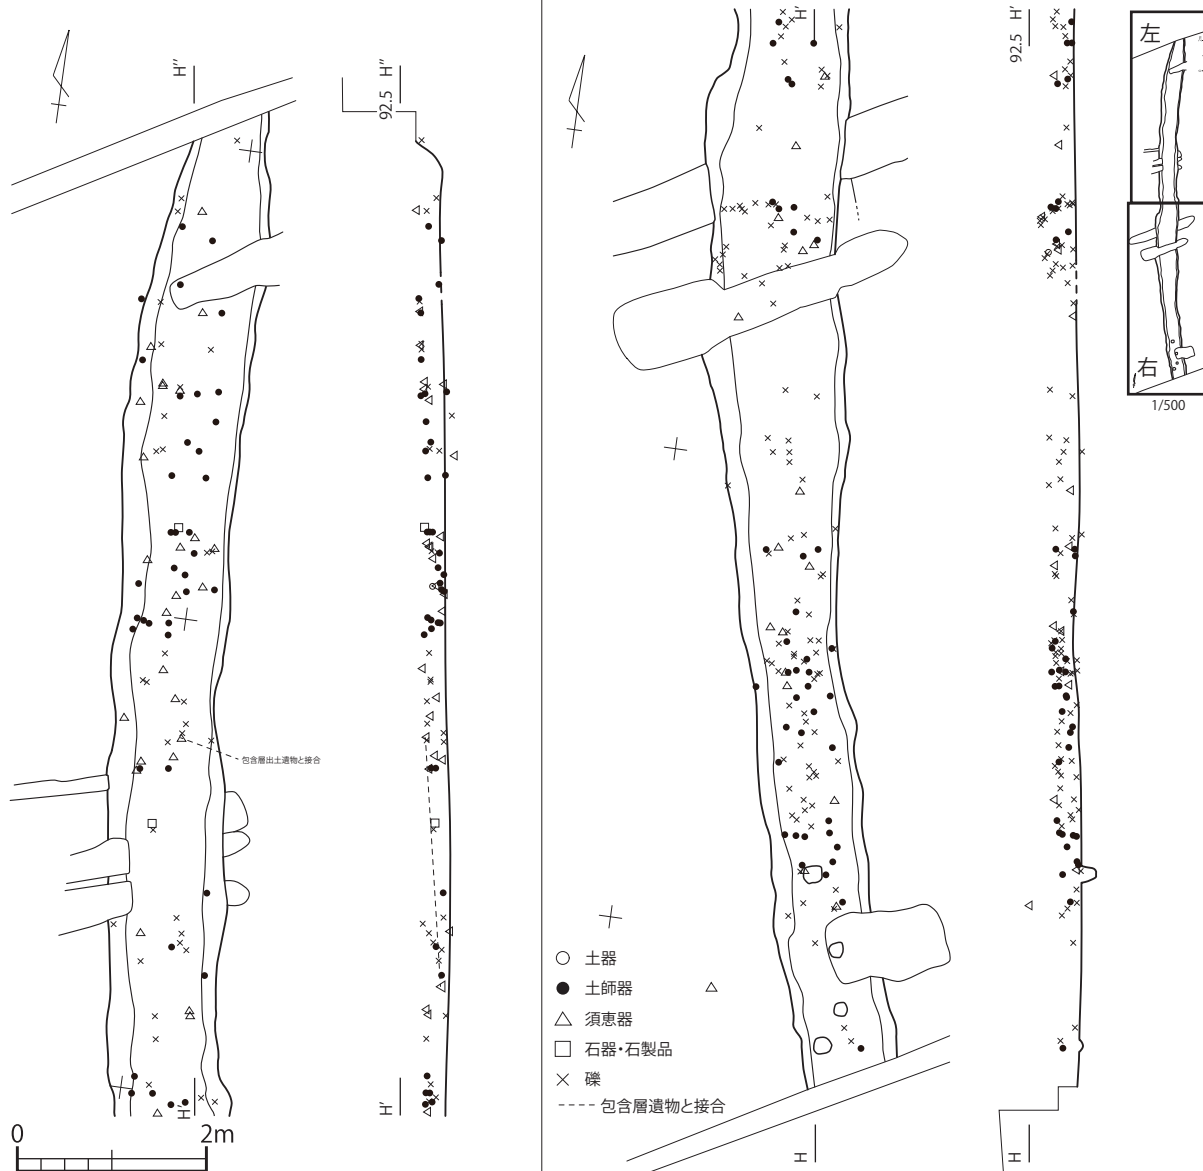 H″
H″
92.5
包含層出土遺物と接合
H′
H′
0
2m
H′
92.5
H′
左
右
1/500
土器
土師器
須恵器
石器・石製品
礫
包含層遺物と接合
H
H